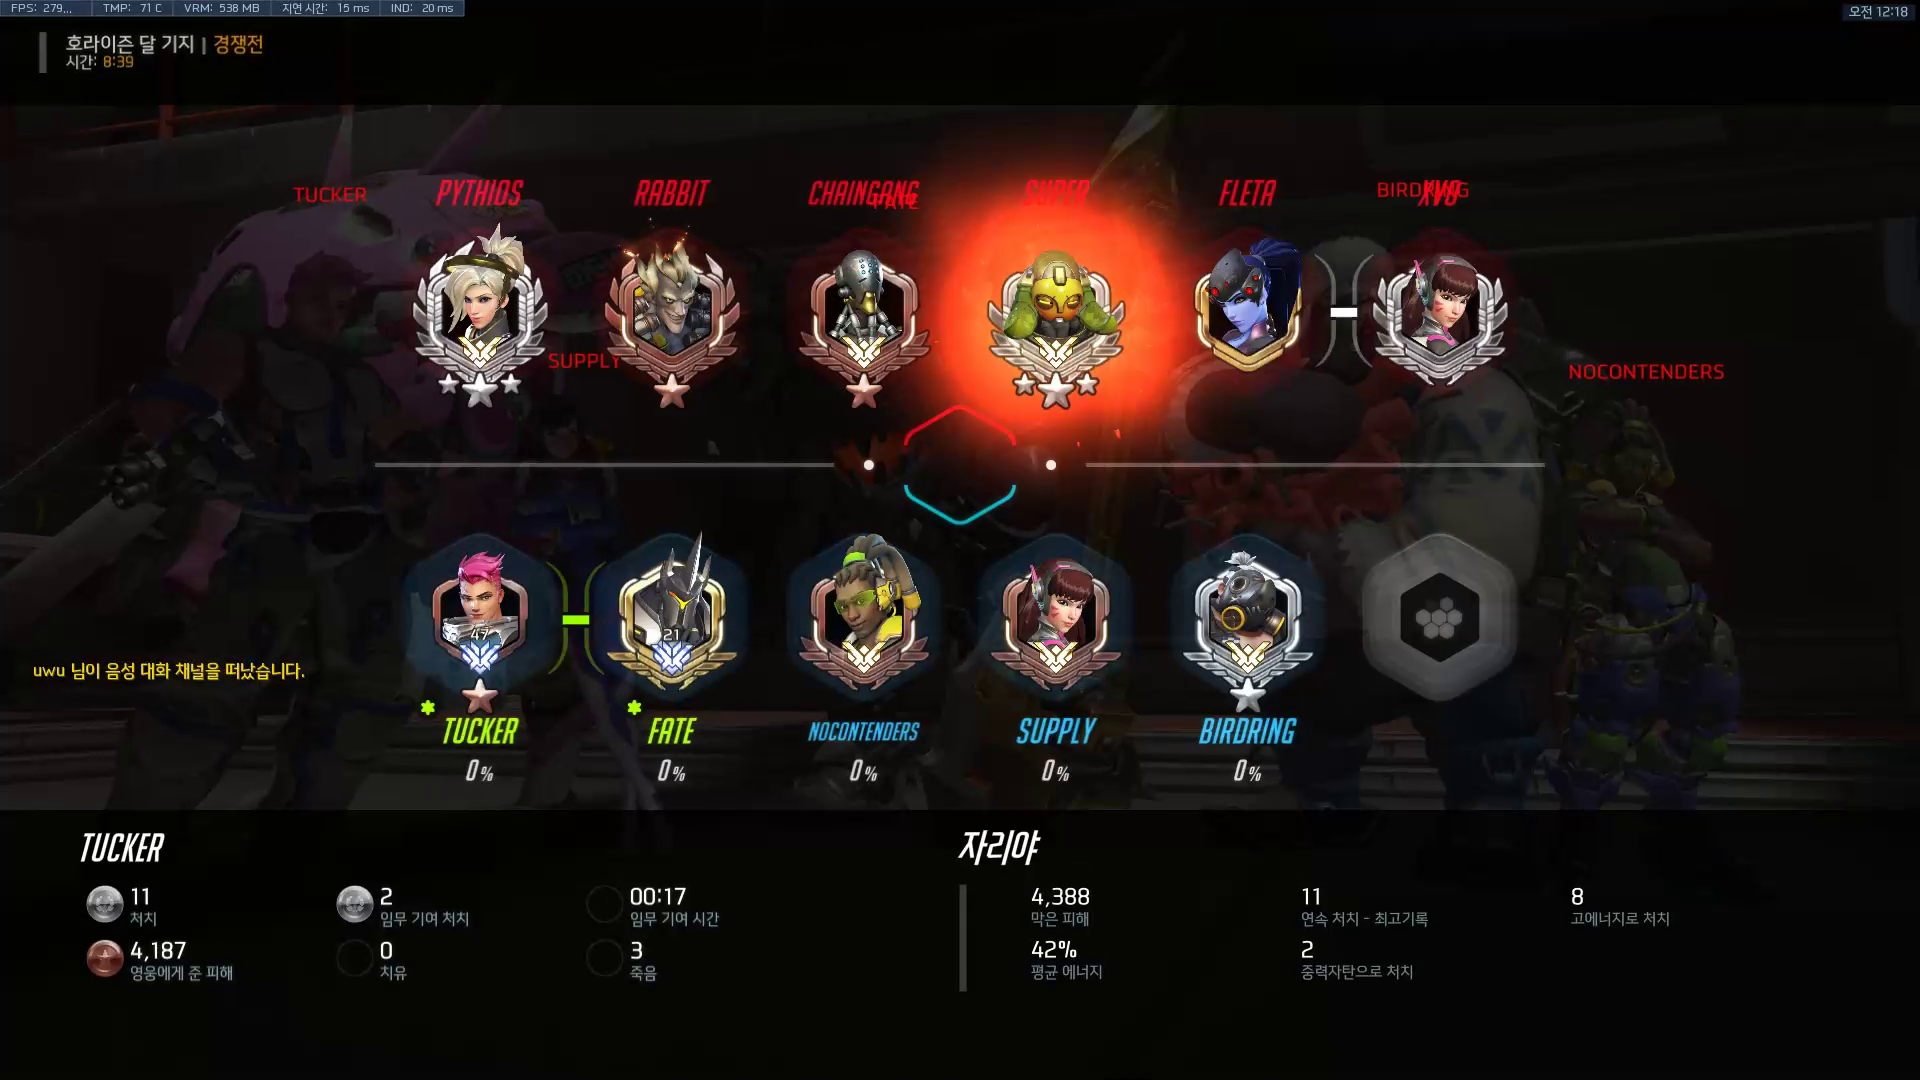 FPS: 279,,, TMP: 71 C VRM: 538 MB 지연 시간: 15 ms IND: 20 ms
오전 12:18
호라이즌 달 기지 | 경쟁전
시간: 8:39
TUCKER PYTHIOS RABBIT CHAINGANG FATE SUPER FLETA BIRDRING XVG
SUPPLY NOCONTENDERS
47 21
uwu 님이 음성 대화 채널을 떠났습니다.
TUCKER FATE NOCONTENDERS SUPPLY BIRDRING
0% 0% 0% 0% 0%
TUCKER 자리야
11 2 00:17 4,388 11 8
처치 임무 기여 처치 임무 기여 시간 막은 피해 연속 처치 - 최고기록 고에너지로 처치
4,187 0 3 42% 2
영웅에게 준 피해 치유 죽음 평균 에너지 중력자탄으로 처치